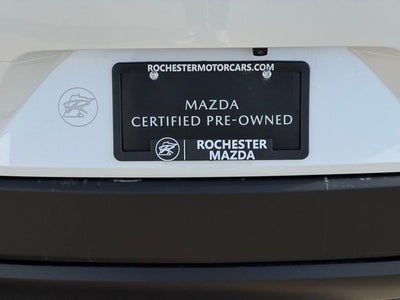 ROCHESTERMOTORCARS.COM
MAZDA
CERTIFIED PRE-OWNED
ROCHESTER
MAZDA